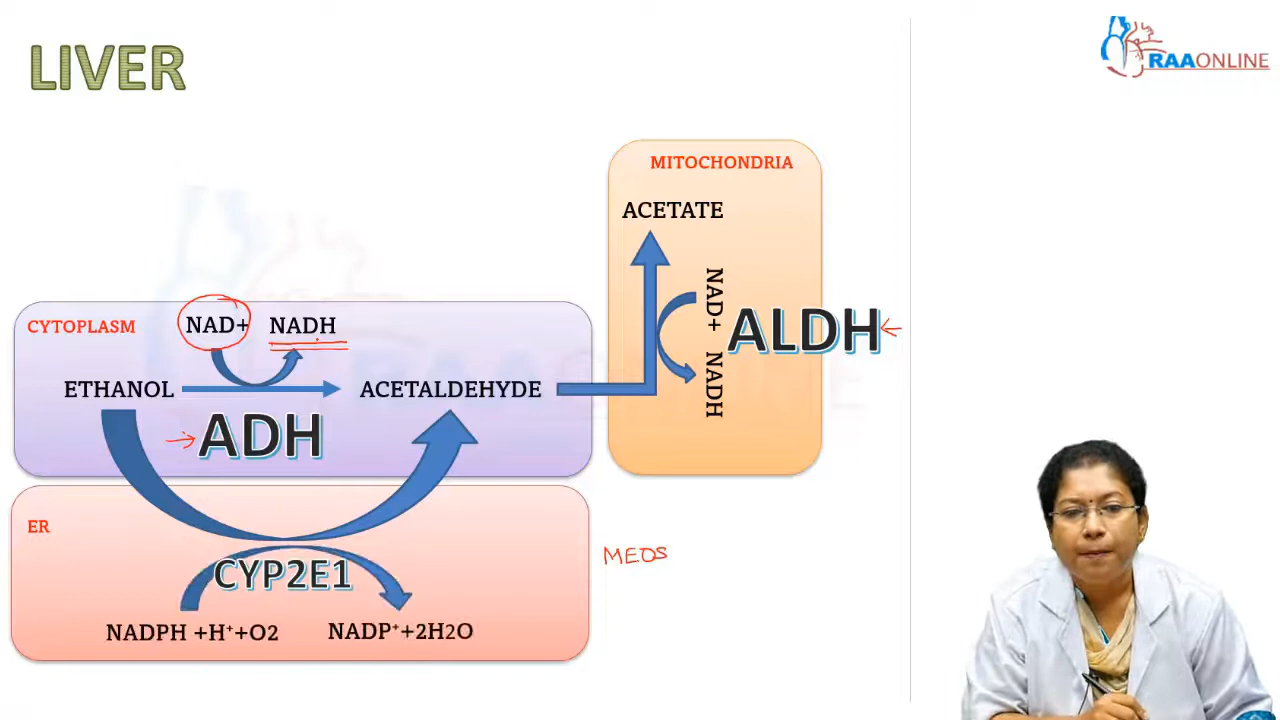 LIVER
RAAONLINE
MITOCHONDRIA
ACETATE
NAD+ NADH
ALDH
CYTOPLASM
NAD+ NADH
ETHANOL
ACETALDEHYDE
ADH
ER
MEOS
CYP2E1
NADPH +H⁺+O2
NADP⁺+2H2O